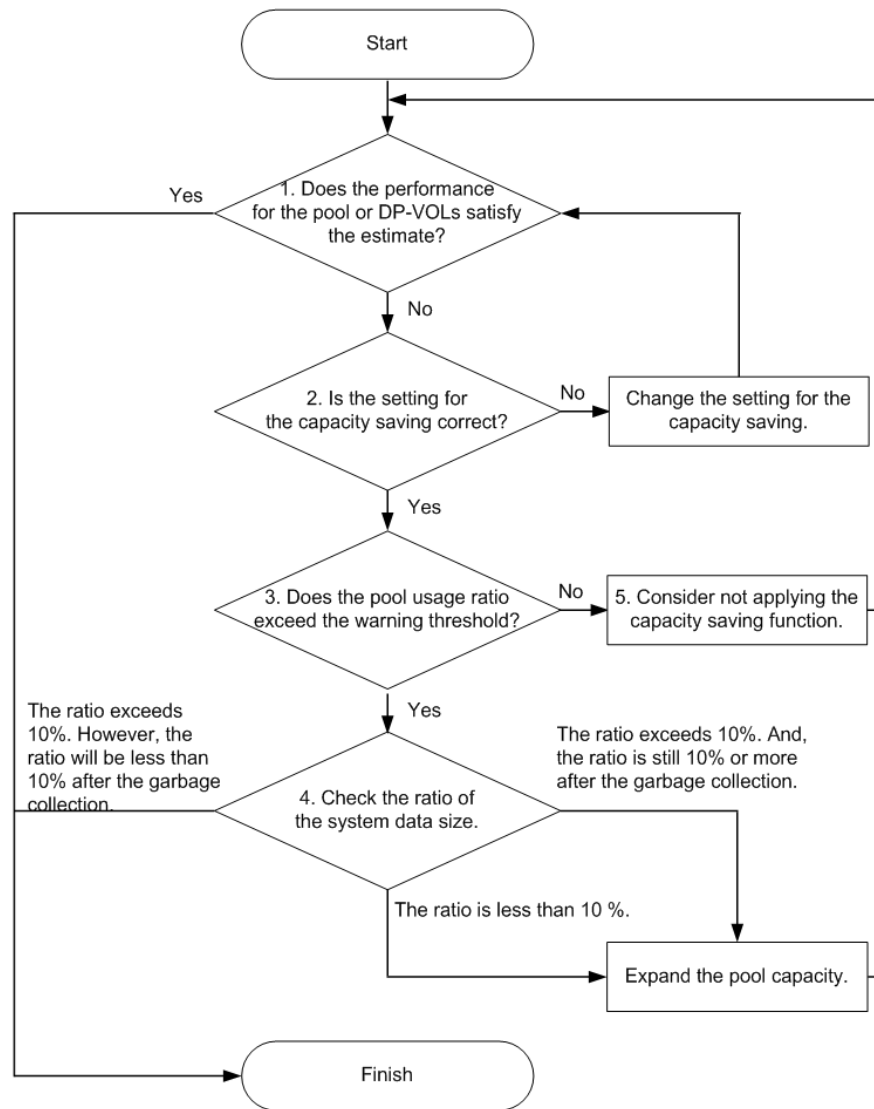 Start
Yes
1. Does the performance
for the pool or DP-VOLs satisfy
the estimate?
No
2. Is the setting for
the capacity saving correct?
No
Change the setting for the
capacity saving.
Yes
3. Does the pool usage ratio
exceed the warning threshold?
No
5. Consider not applying the
capacity saving function.
Yes
The ratio exceeds
10%. However, the
ratio will be less than
10% after the garbage
collection.
The ratio exceeds 10%. And,
the ratio is still 10% or more
after the garbage collection.
4. Check the ratio of
the system data size.
The ratio is less than 10 %.
Expand the pool capacity.
Finish